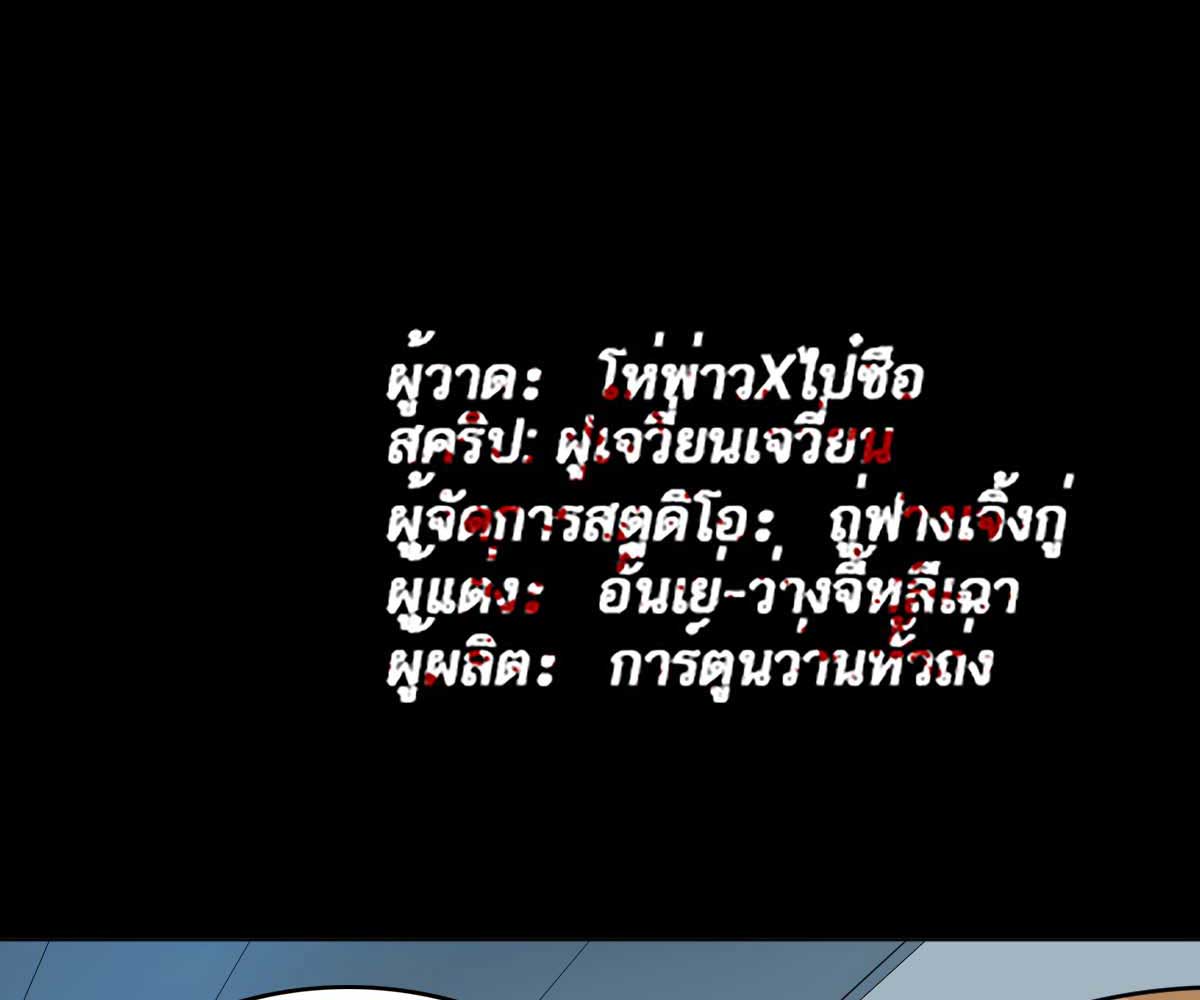 ผู้วาด: โห่พ่าวXไป๋ซือ
สคริป: ฝูเจวี่ยนเจวี่ยน
ผู้จัดการสตูดิโอ: ถูฟางเจิ้งกู่
ผู้แต่ง: อั้นเย่-ว่างจี้หลีเฉา
ผู้ผลิต: การ์ตูนว่านทั่วถง